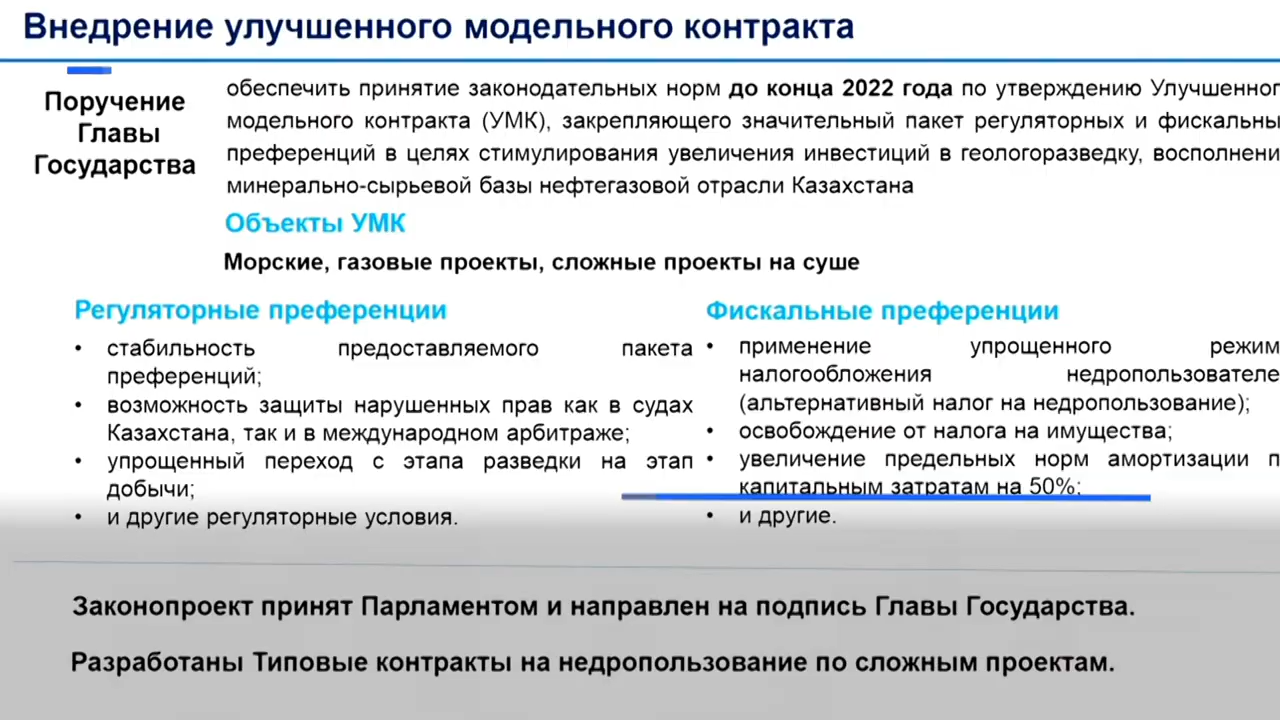 Внедрение улучшенного модельного контракта
Поручение
Главы
Государства
обеспечить принятие законодательных норм до конца 2022 года по утверждению Улучшенног
модельного контракта (УМК), закрепляющего значительный пакет регуляторных и фискальны
преференций в целях стимулирования увеличения инвестиций в геологоразведку, восполнени
минерально-сырьевой базы нефтегазовой отрасли Казахстана
Объекты УМК
Морские, газовые проекты, сложные проекты на суше
Регуляторные преференции
• стабильность предоставляемого пакета
преференций;
• возможность защиты нарушенных прав как в судах
Казахстана, так и в международном арбитраже;
• упрощенный переход с этапа разведки на этап
добычи;
• и другие регуляторные условия.
Фискальные преференции
• применение упрощенного режим
налогообложения недропользователе
(альтернативный налог на недропользование);
• освобождение от налога на имущества;
• увеличение предельных норм амортизации п
капитальным затратам на 50%;
• и другие.
Законопроект принят Парламентом и направлен на подпись Главы Государства.
Разработаны Типовые контракты на недропользование по сложным проектам.